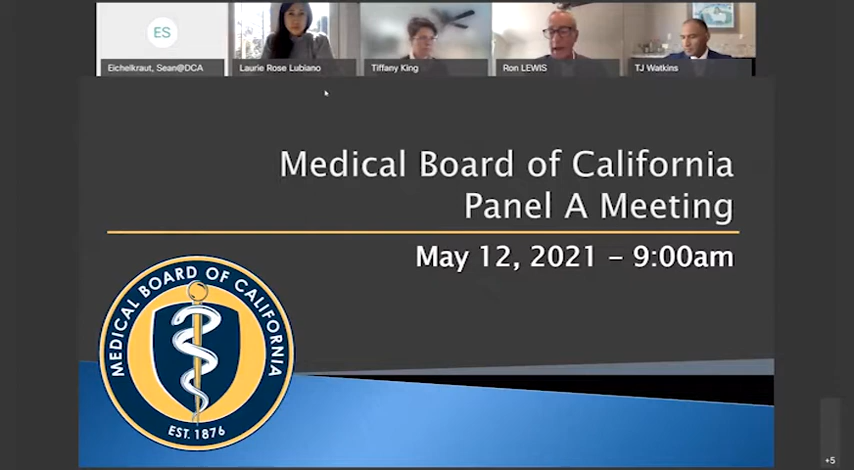 ES
Eichelkraut, Sean@DCA
Laurie Rose Lubiano
Tiffany King
Ron LEWIS
TJ Watkins
Medical Board of California
Panel A Meeting
May 12, 2021 – 9:00am
MEDICAL BOARD OF CALIFORNIA
EST. 1876
+5